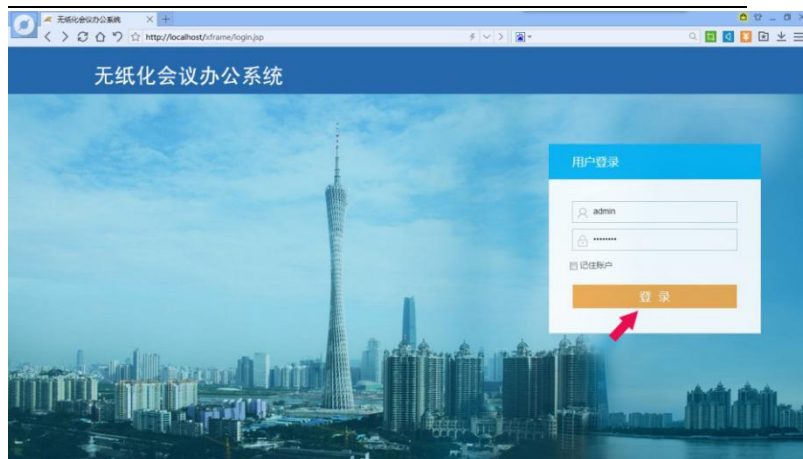 无纸化会议办公系统
http://localhost/xframe/login.jsp
无纸化会议办公系统
用户登录
admin
••••••••
记住账户
登 录